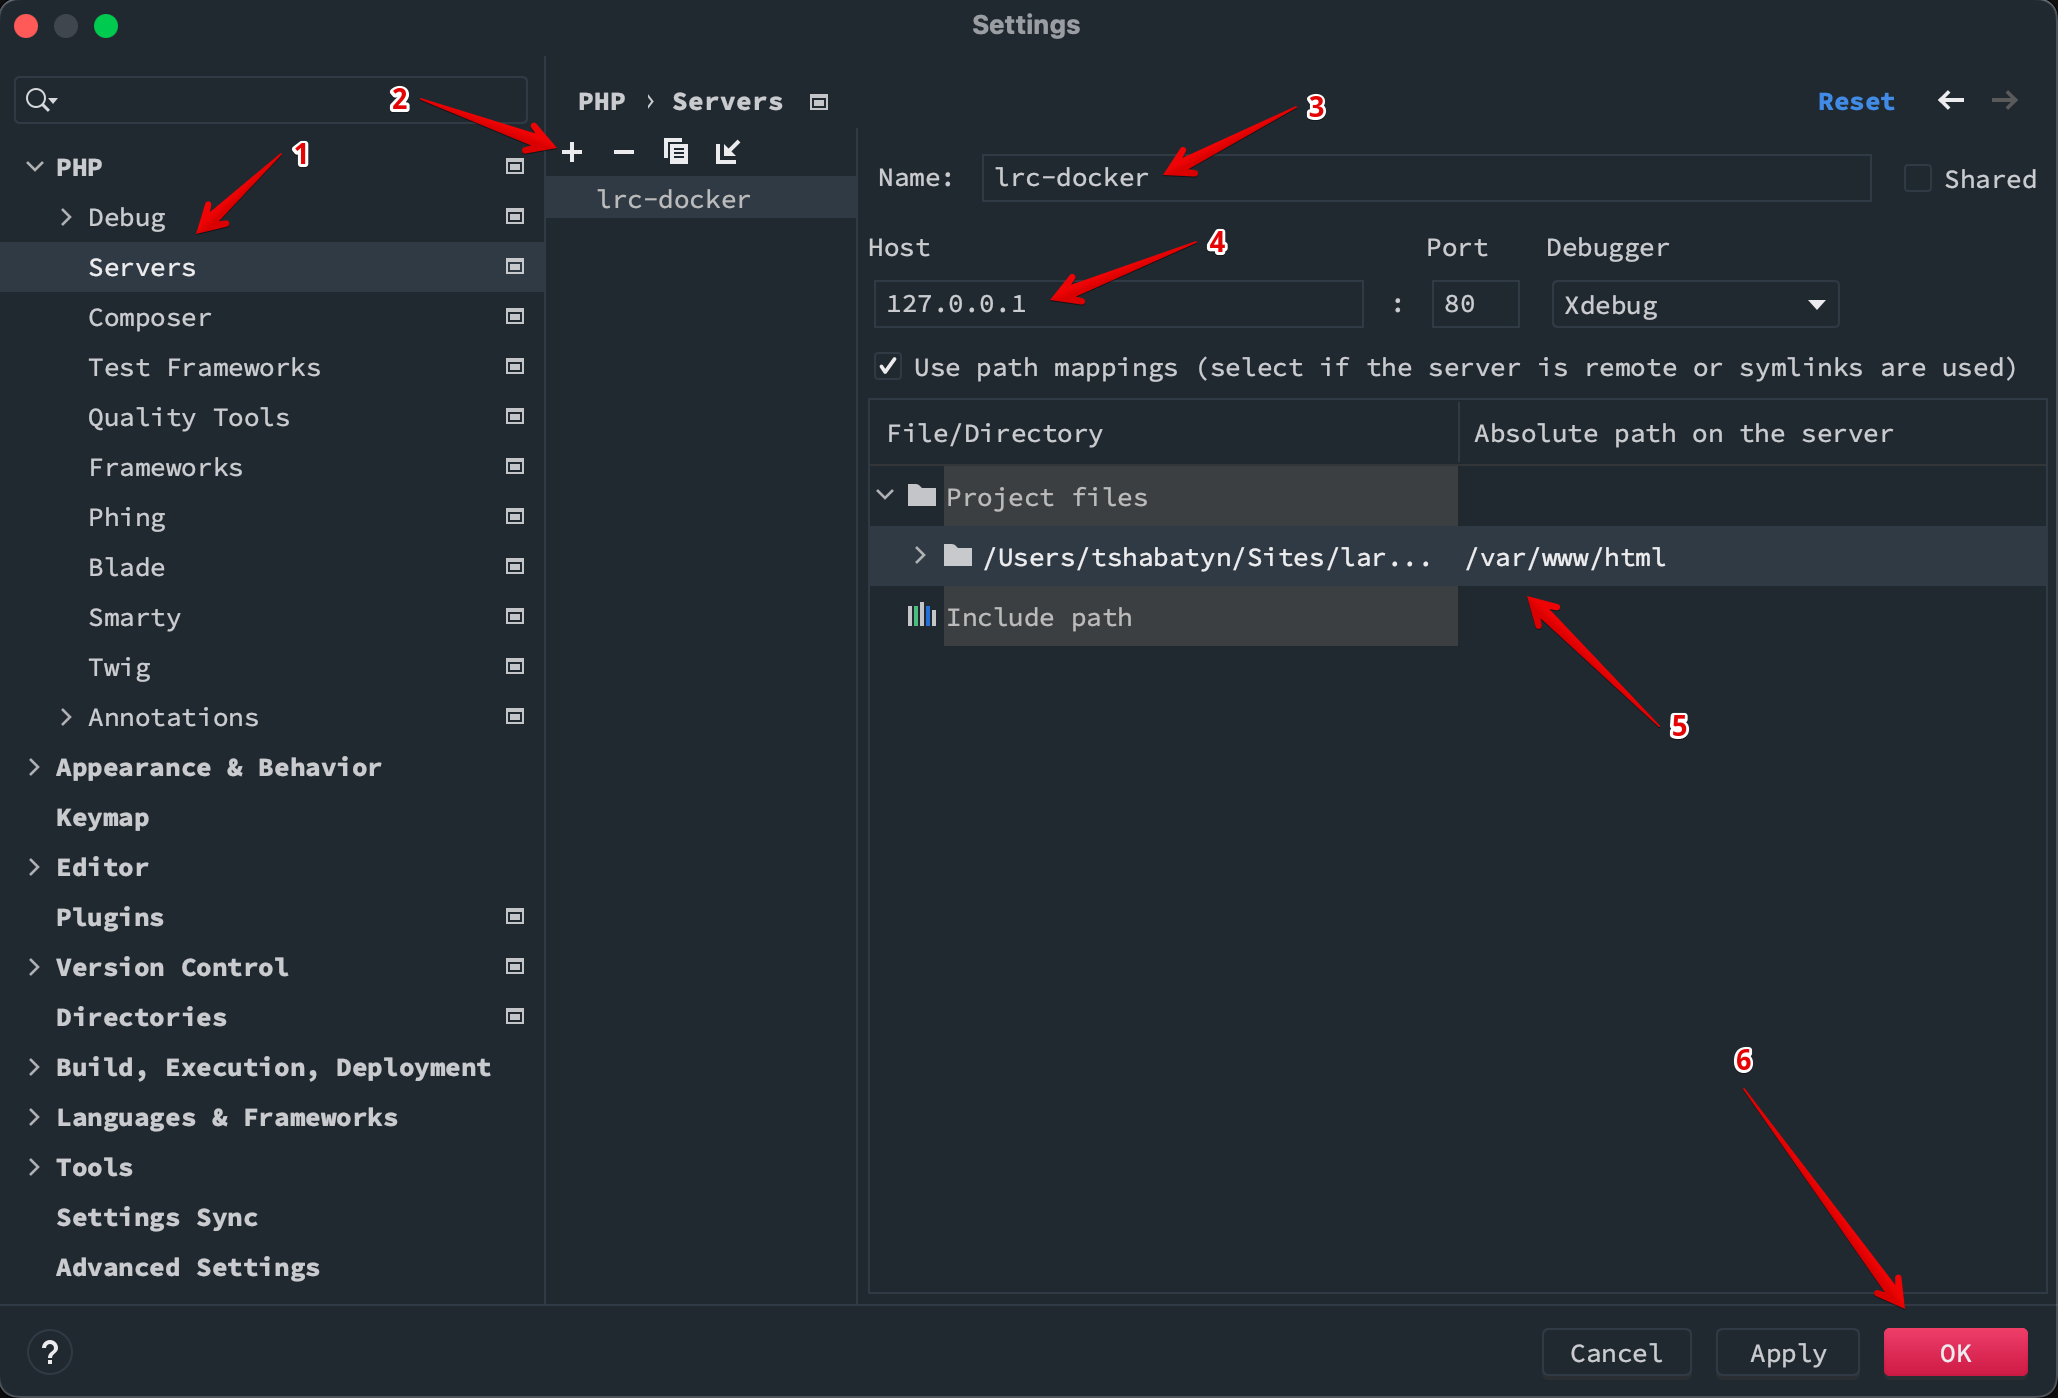 Settings
2
PHP › Servers
3
Reset
PHP
1
Name: lrc-docker
Shared
Debug
lrc-docker
Servers
Host
4
Port
Debugger
127.0.0.1 : 80
Xdebug
Composer
Test Frameworks
Use path mappings (select if the server is remote or symlinks are used)
Quality Tools
File/Directory
Absolute path on the server
Frameworks
Project files
Phing
/Users/tshabatyn/Sites/lar...
/var/www/html
Blade
Smarty
Include path
Twig
Annotations
5
Appearance & Behavior
Keymap
Editor
Plugins
Version Control
Directories
Build, Execution, Deployment
6
Languages & Frameworks
Tools
Settings Sync
Advanced Settings
?
Cancel
Apply
OK